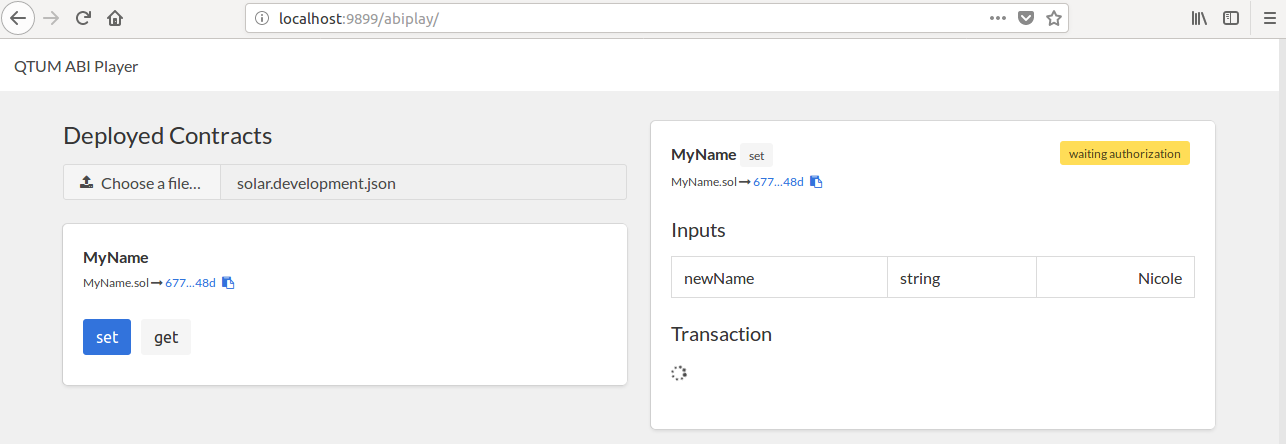 localhost:9899/abiplay/
QTUM ABI Player
Deployed Contracts
Choose a file...
solar.development.json
MyName
MyName.sol 677...48d
set get
MyName set
waiting authorization
MyName.sol 677...48d
Inputs
newName string Nicole
Transaction